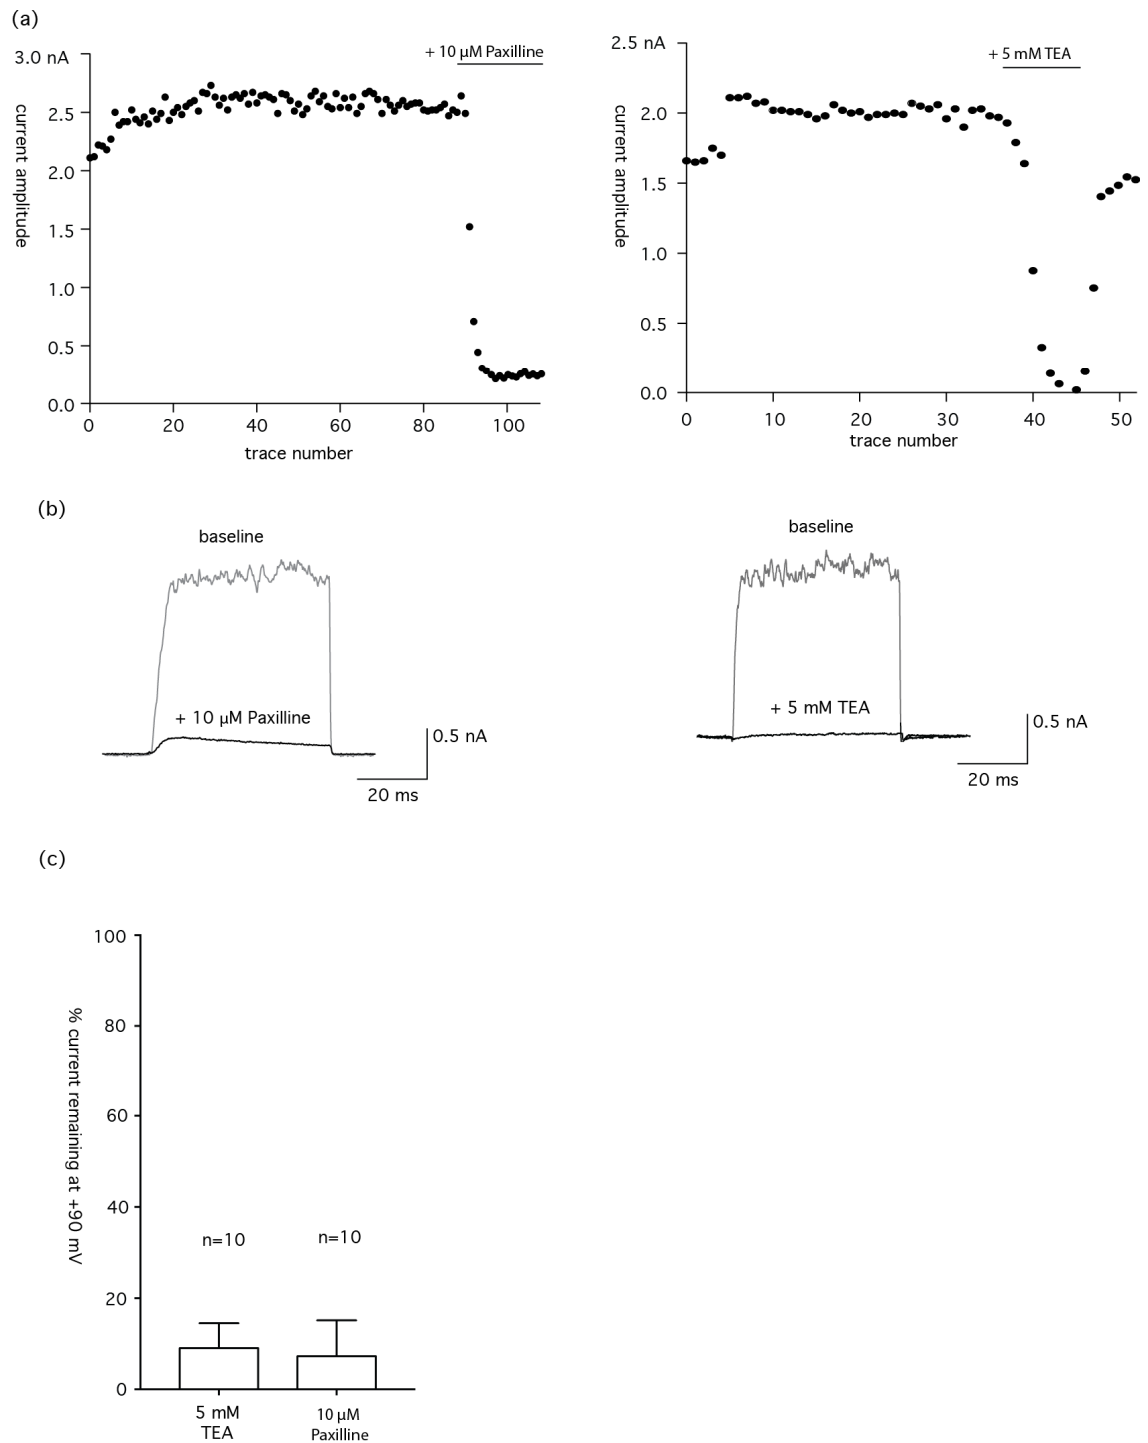 (a)
+ 10 µM Paxilline
3.0 nA
2.5
2.0
1.5
1.0
0.5
0.0
current amplitude
0
20
40
60
80
100
trace number
2.5 nA
+ 5 mM TEA
2.0
1.5
1.0
0.5
0.0
current amplitude
0
10
20
30
40
50
trace number
(b)
baseline
+ 10 µM Paxilline
0.5 nA
20 ms
baseline
+ 5 mM TEA
0.5 nA
20 ms
(c)
100
80
60
40
20
0
% current remaining at +90 mV
n=10
n=10
5 mM
TEA
10 µM
Paxilline